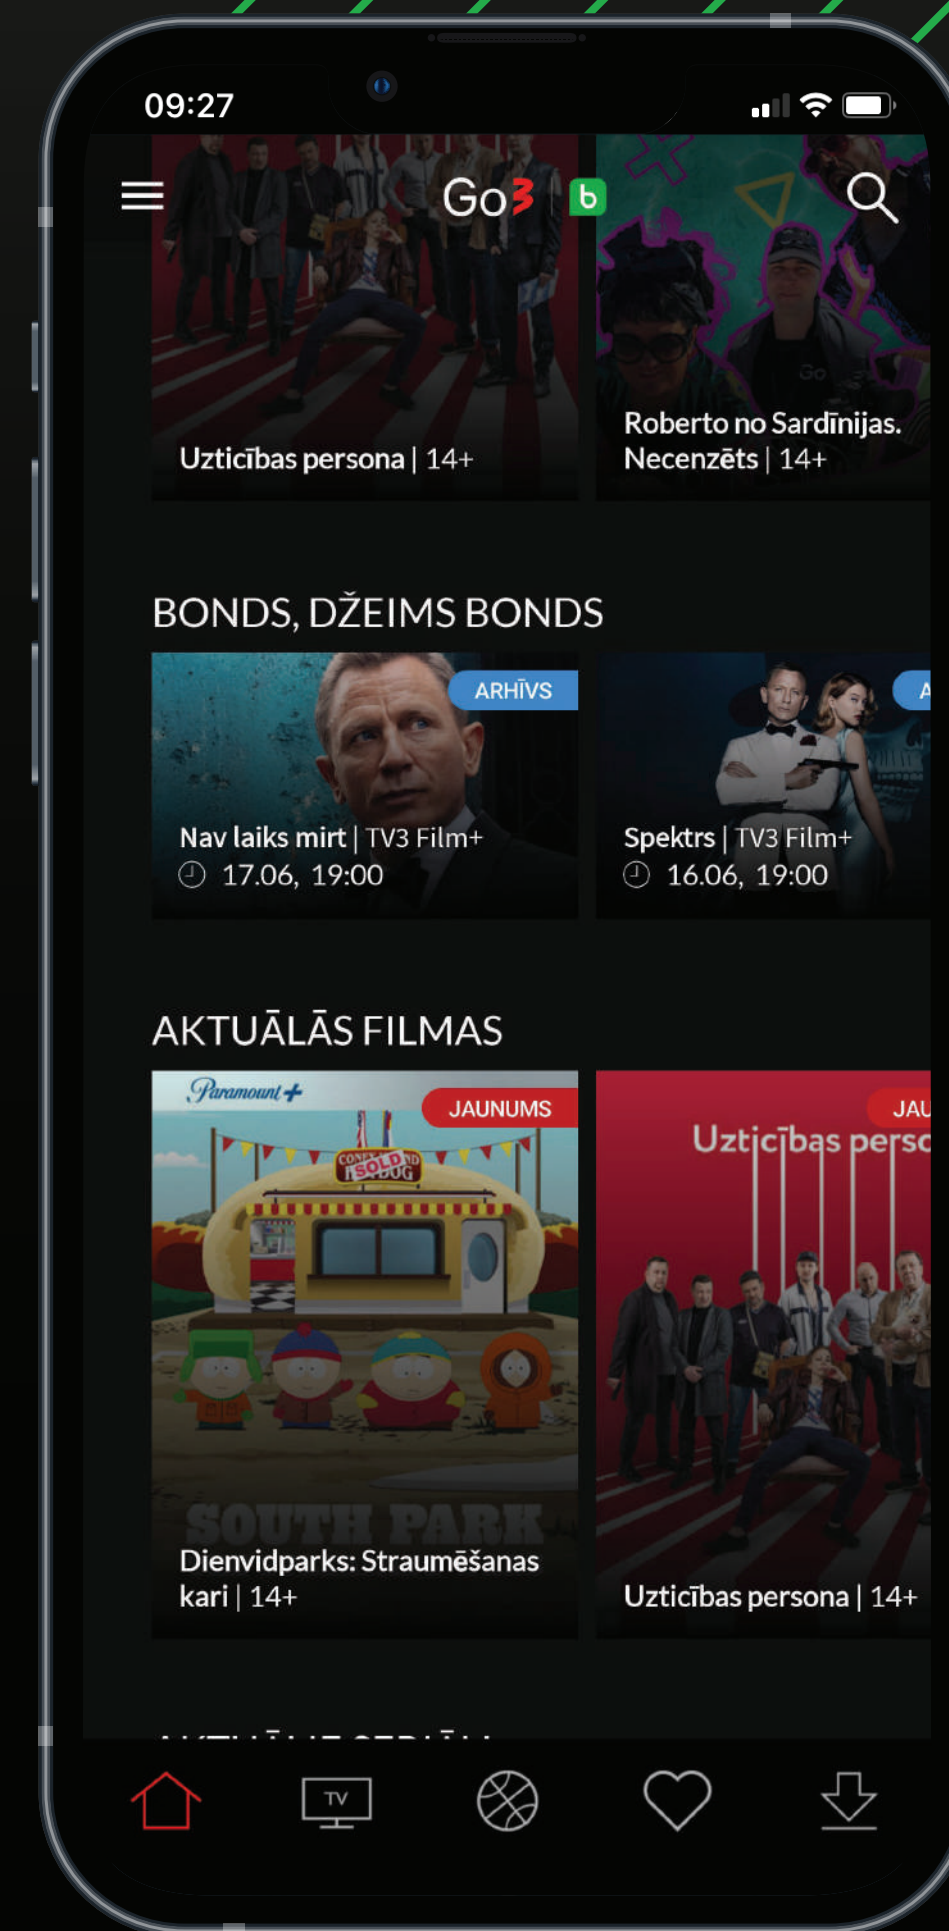 09:27
Go3 b
Go
Uzticības persona | 14+
Roberto no Sardīnijas.
Necenzēts | 14+
BONDS, DŽEIMS BONDS
ARHĪVS
Nav laiks mirt | TV3 Film+
17.06, 19:00
Spektrs | TV3 Film+
16.06, 19:00
AKTUĀLĀS FILMAS
Paramount+
JAUNUMS
SOLD
SOUTH PARK
Dienvidparks: Straumēšanas
kari | 14+
JAU
Uzticības perso
Uzticības persona | 14+
TV